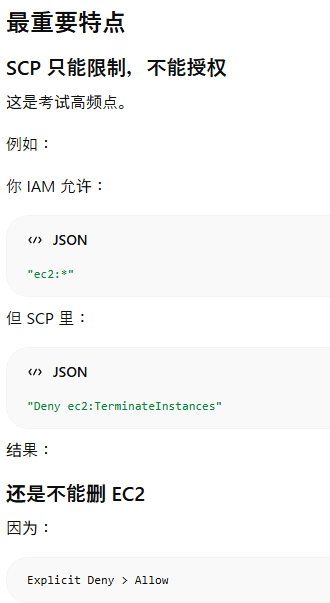 最重要特点
SCP 只能限制，不能授权
这是考试高频点。
例如：
你 IAM 允许：
JSON
"ec2:*"
但 SCP 里：
JSON
"Deny ec2:TerminateInstances"
结果：
还是不能删 EC2
因为：
Explicit Deny > Allow